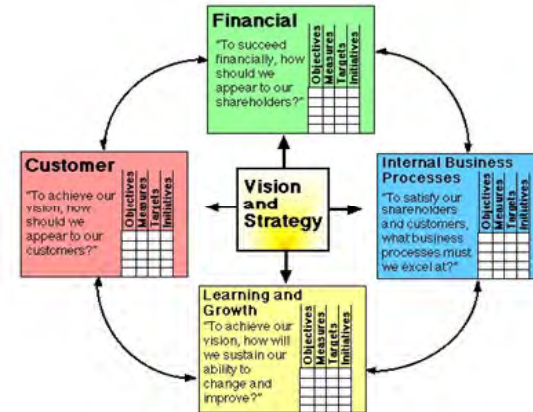 Financial
"To succeed
financially, how
should we
appear to our
shareholders?"
Objectives
Measures
Targets
Initiatives
Customer
"To achieve our
vision, how
should we
appear to our
customers?"
Objectives
Measures
Targets
Initiatives
Vision
and
Strategy
Internal Business
Processes
"To satisfy our
shareholders
and customers,
what business
processes must
we excel at?"
Objectives
Measures
Targets
Initiatives
Learning and
Growth
"To achieve our
vision, how will
we sustain our
ability to
change and
improve?"
Objectives
Measures
Targets
Initiatives